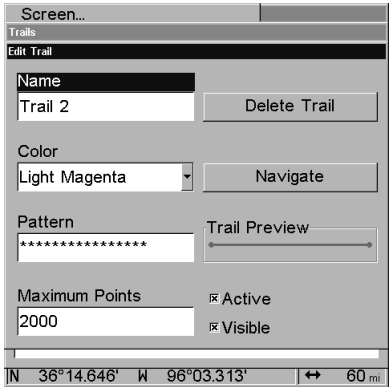 Screen...
Trails
Edit Trail
Name
Trail 2
Delete Trail
Color
Light Magenta
Navigate
Pattern
****************
Trail Preview
Maximum Points
2000
Active
Visible
N 36°14.646' W 96°03.313' ↔ 60 mi